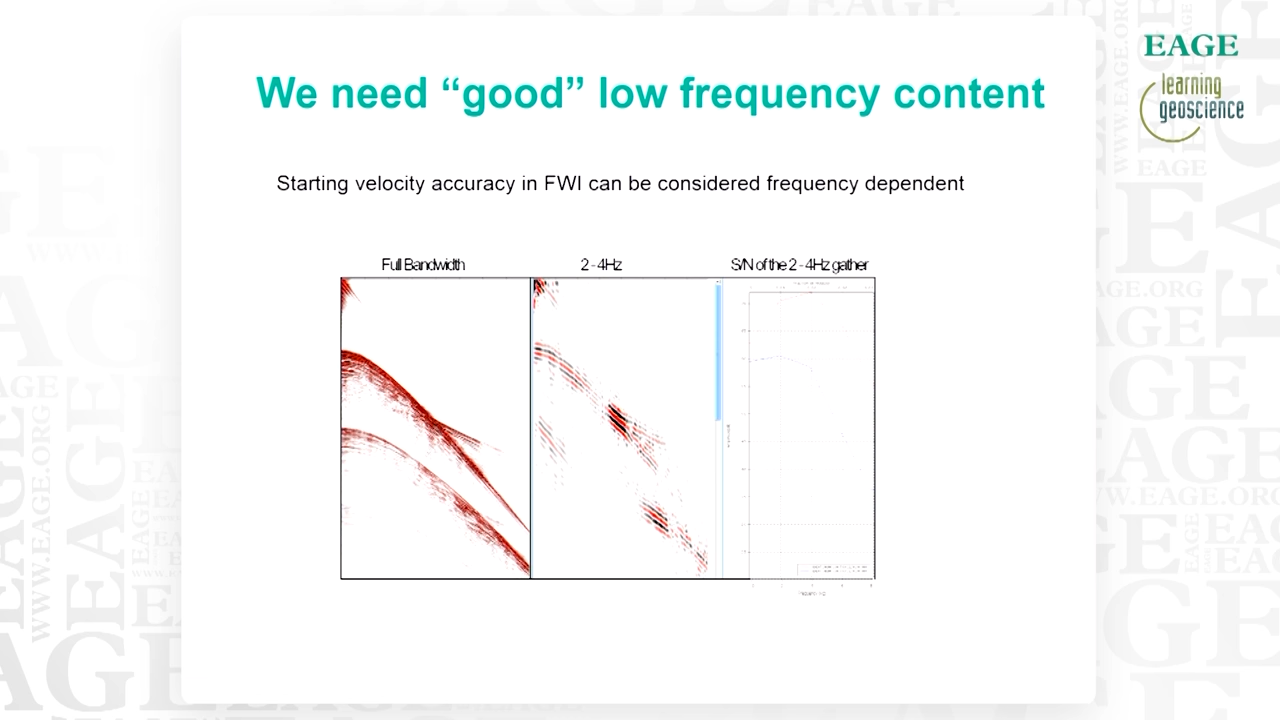 We need “good” low frequency content
EAGE
learning
geoscience
Starting velocity accuracy in FWI can be considered frequency dependent
Full Bandwidth
2 - 4Hz
S/N of the 2 - 4Hz gather